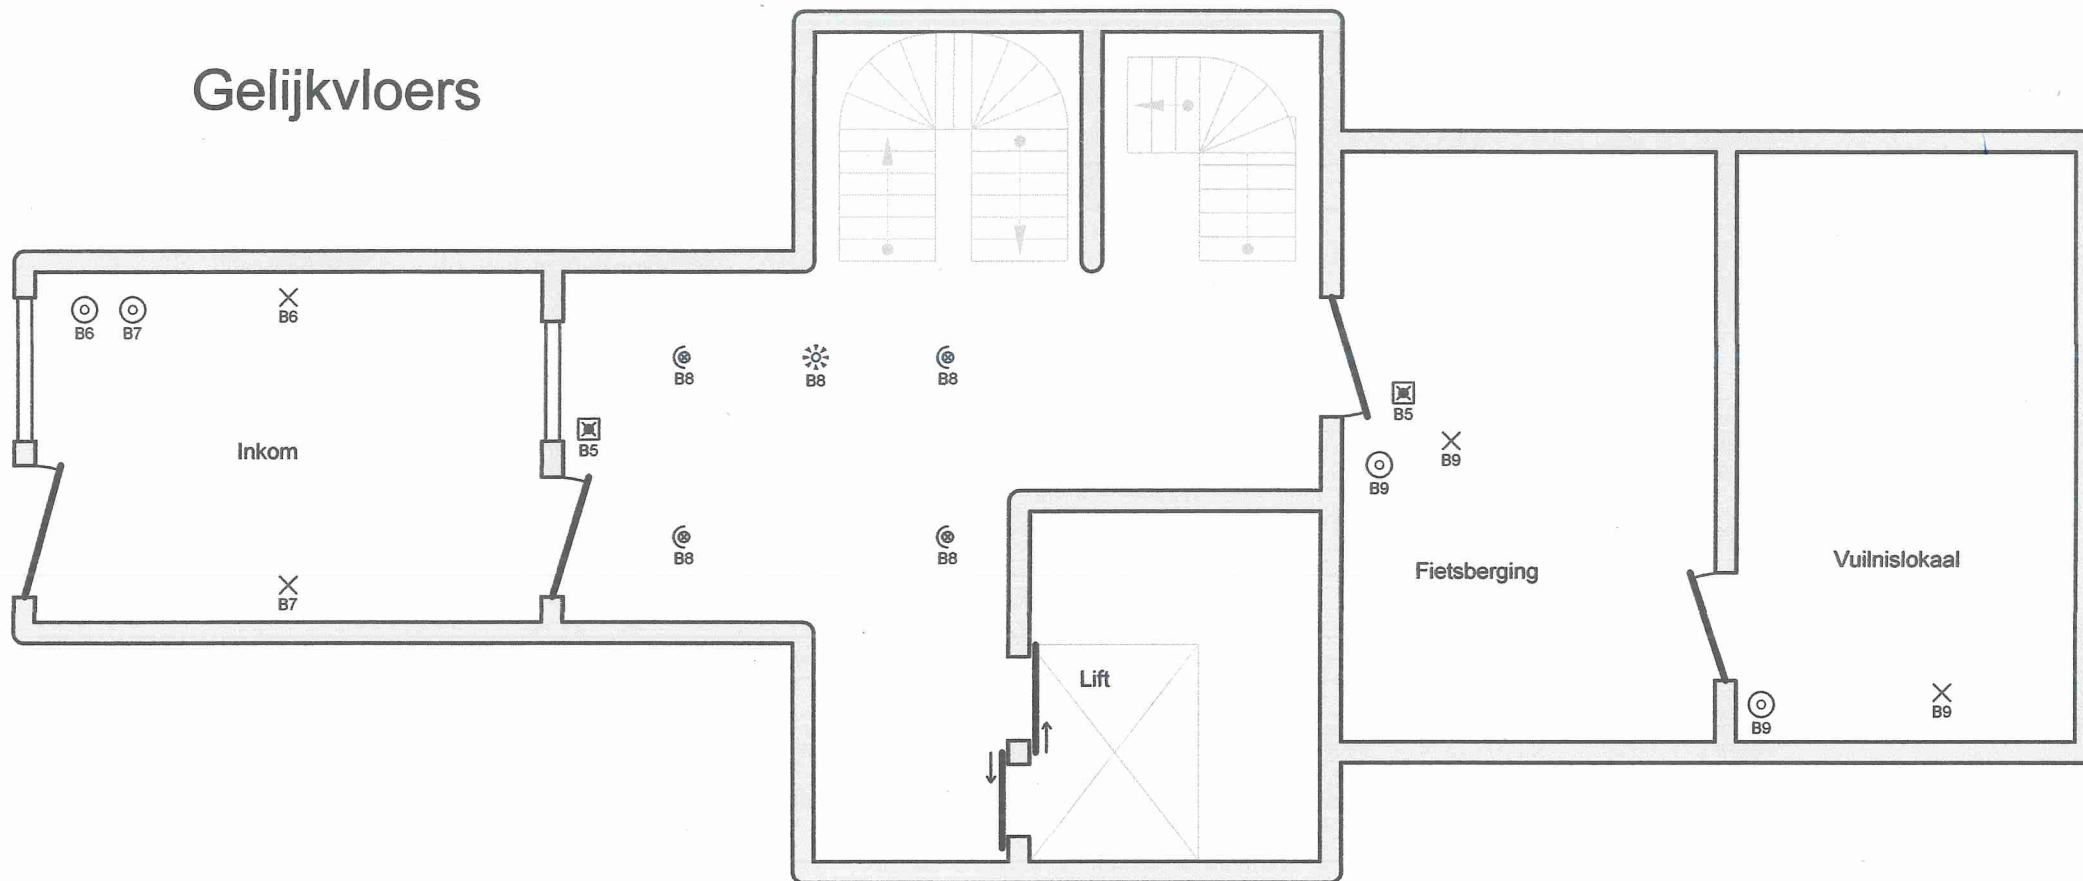 Gelijkvloers
B6 B7 B6
B8 B8 B8
B5
B5
Inkom
B9
B9
B8 B8
Fietsberging
Vuilnislokaal
B7
Lift
B9
B9